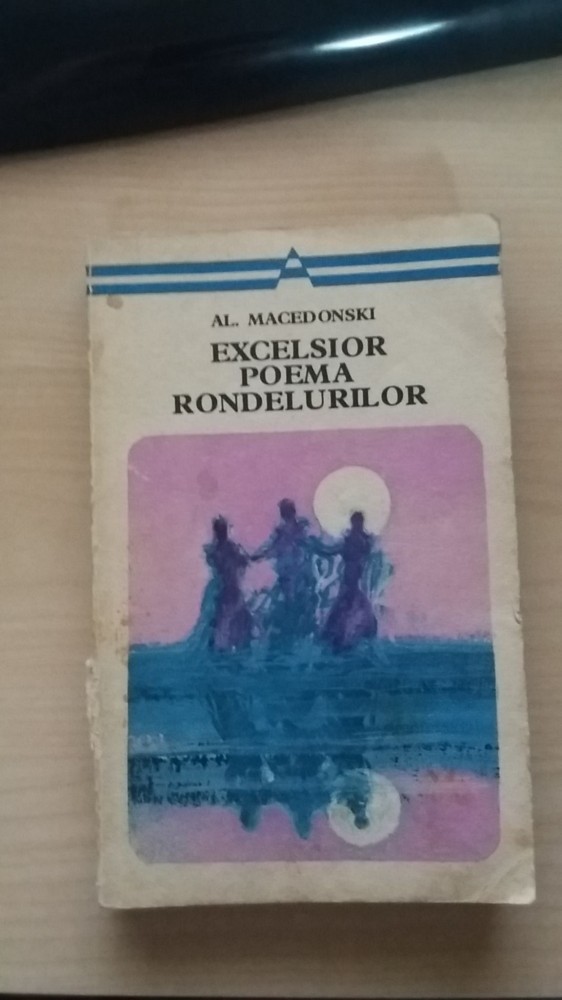 AL. MACEDONSKI
EXCELSIOR
POEMA
RONDELURILOR